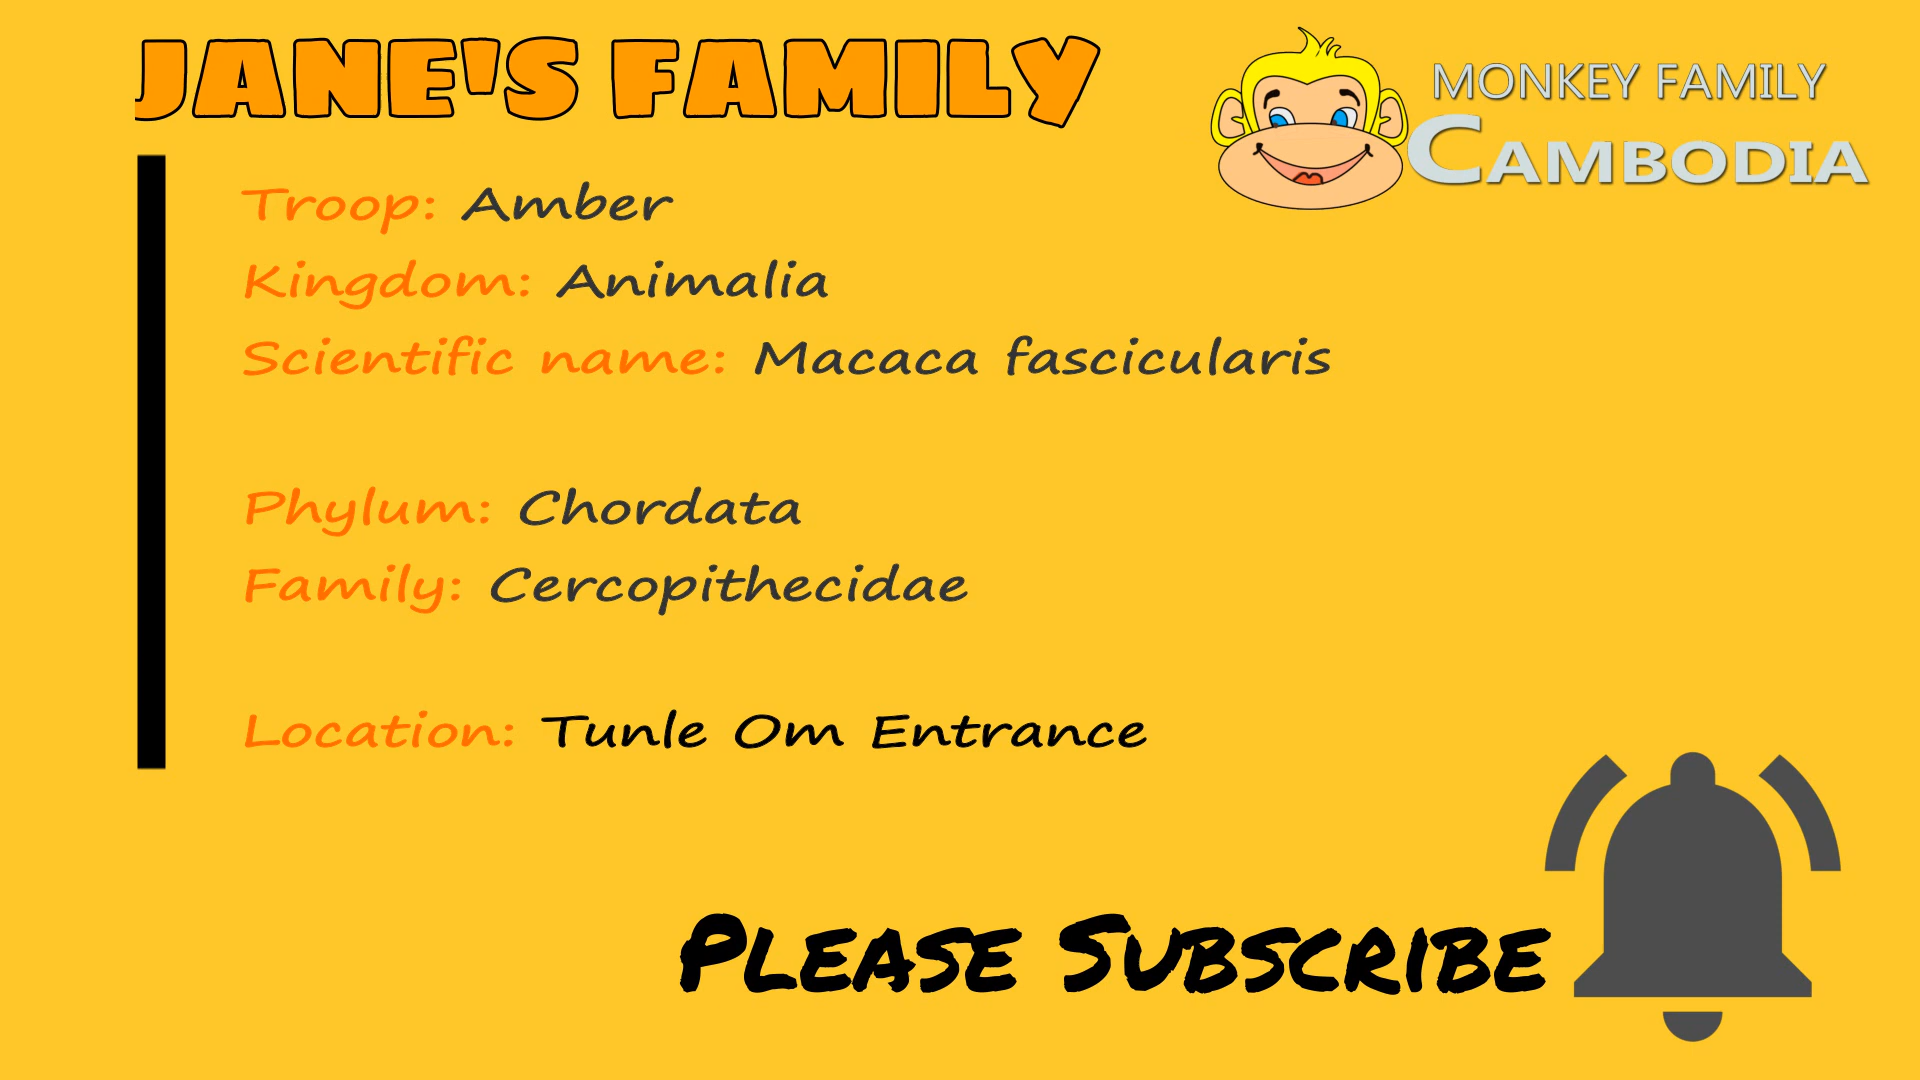 JANE'S FAMILY
MONKEY FAMILY
CAMBODIA
Troop: Amber
Kingdom: Animalia
Scientific name: Macaca fascicularis
Phylum: Chordata
Family: Cercopithecidae
Location: Tunle Om Entrance
PLEASE SUBSCRIBE